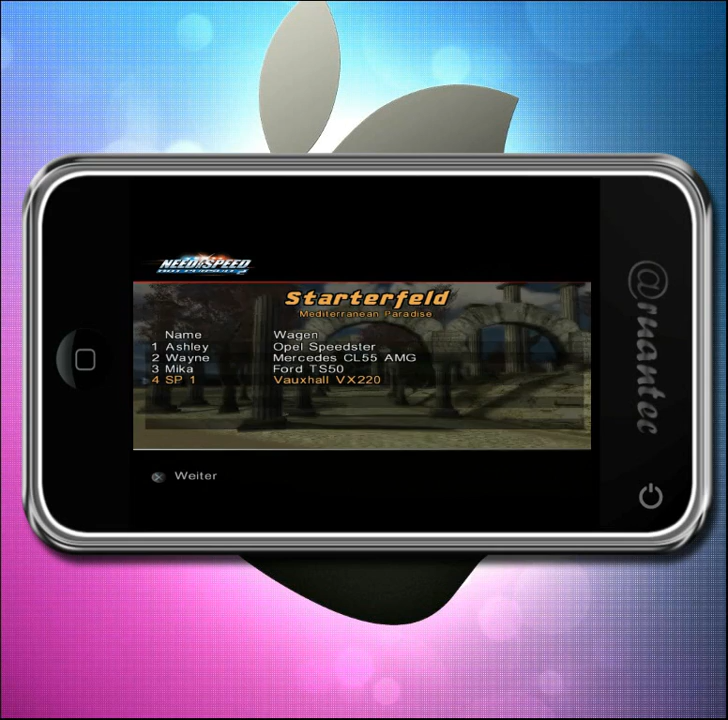 NEED FOR SPEED
HOT PURSUIT 2
Starterfeld
Mediterranean Paradise
Name Wagen
1 Ashley Opel Speedster
2 Wayne Mercedes CL55 AMG
3 Mika Ford TS50
4 SP 1 Vauxhall VX220
Weiter
@ruantec